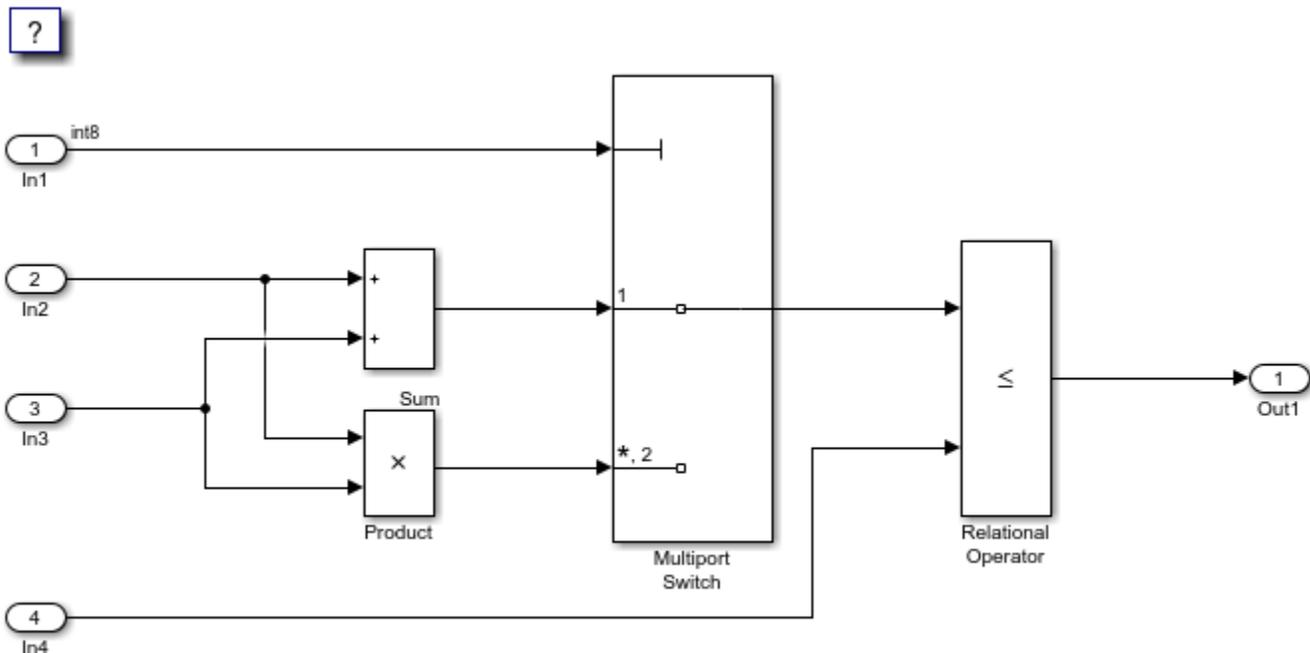 ?
int8
1
In1
2
In2
+
+
1
≤
1
Out1
3
In3
Sum
×
Product
*, 2
Multiport
Switch
Relational
Operator
4
In4